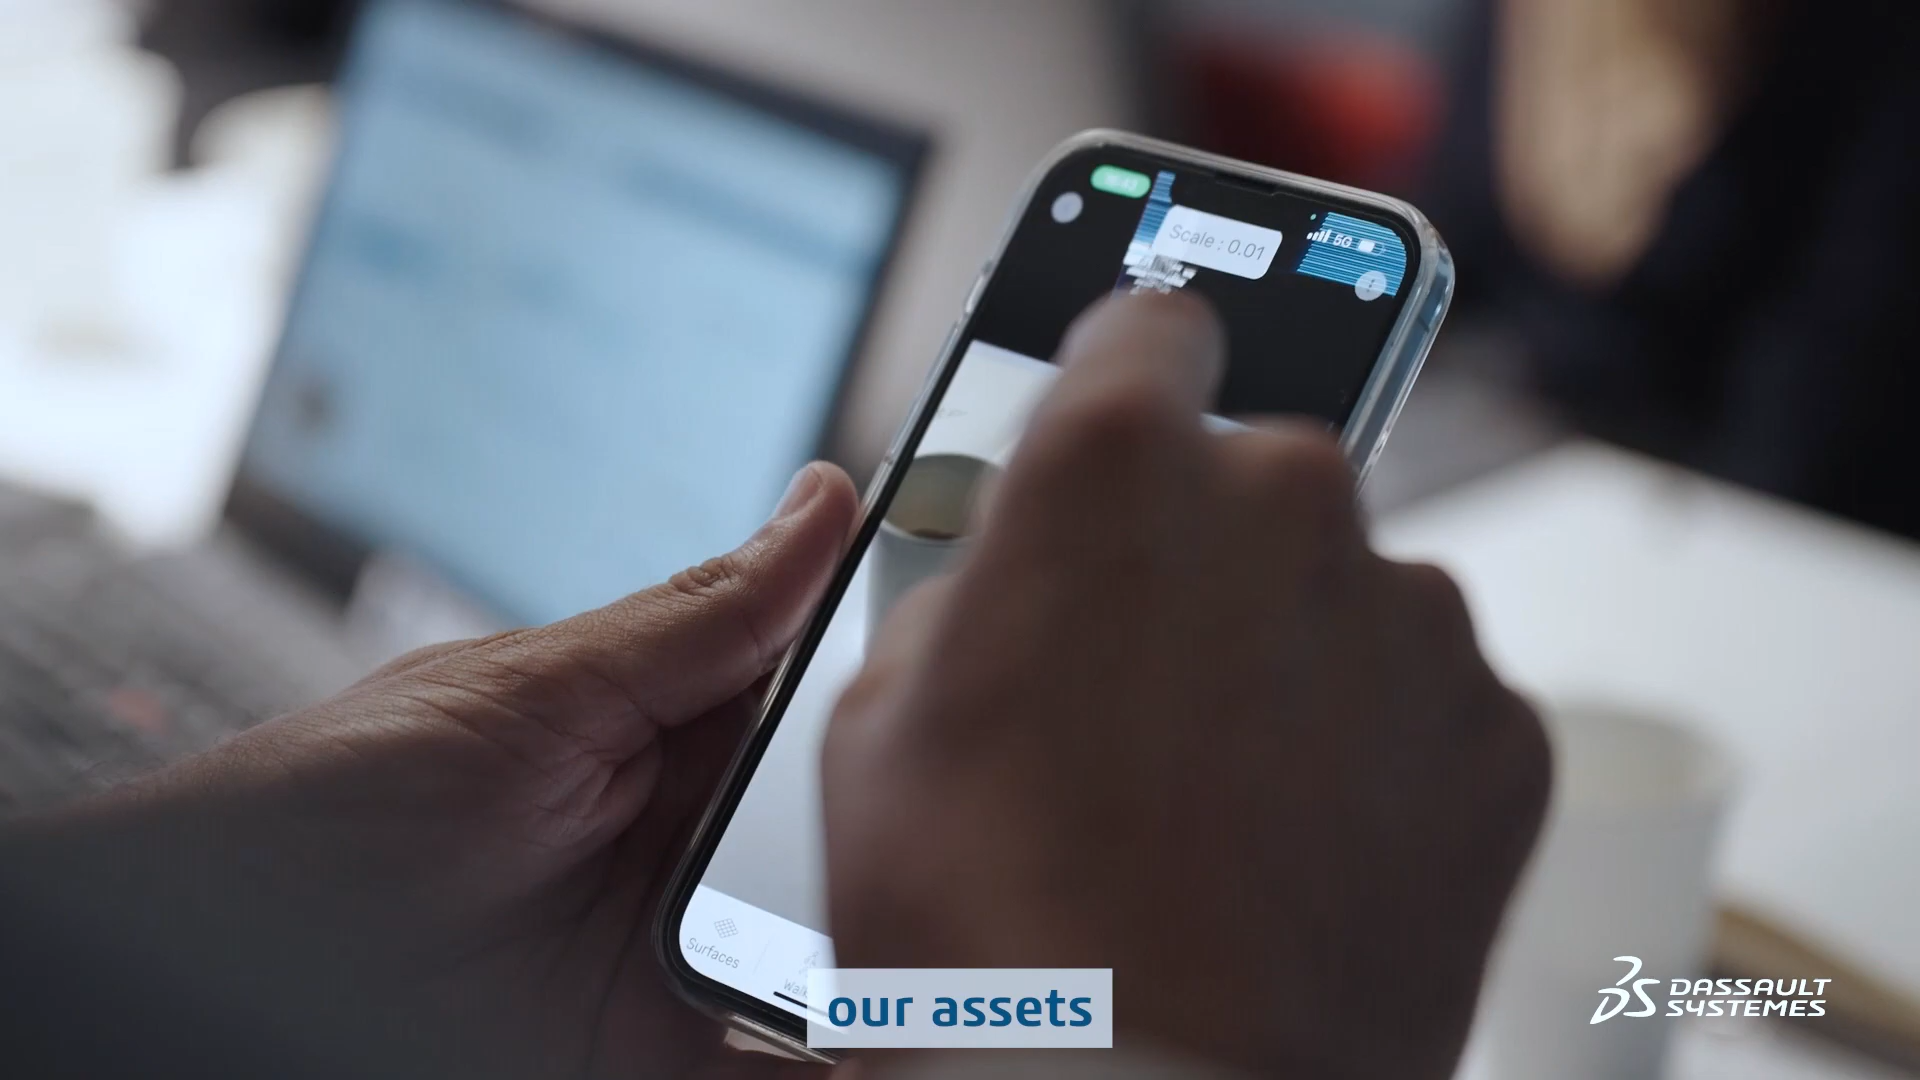 Scale : 0.01
5G
Surfaces
our assets
DASSAULT
SYSTEMES